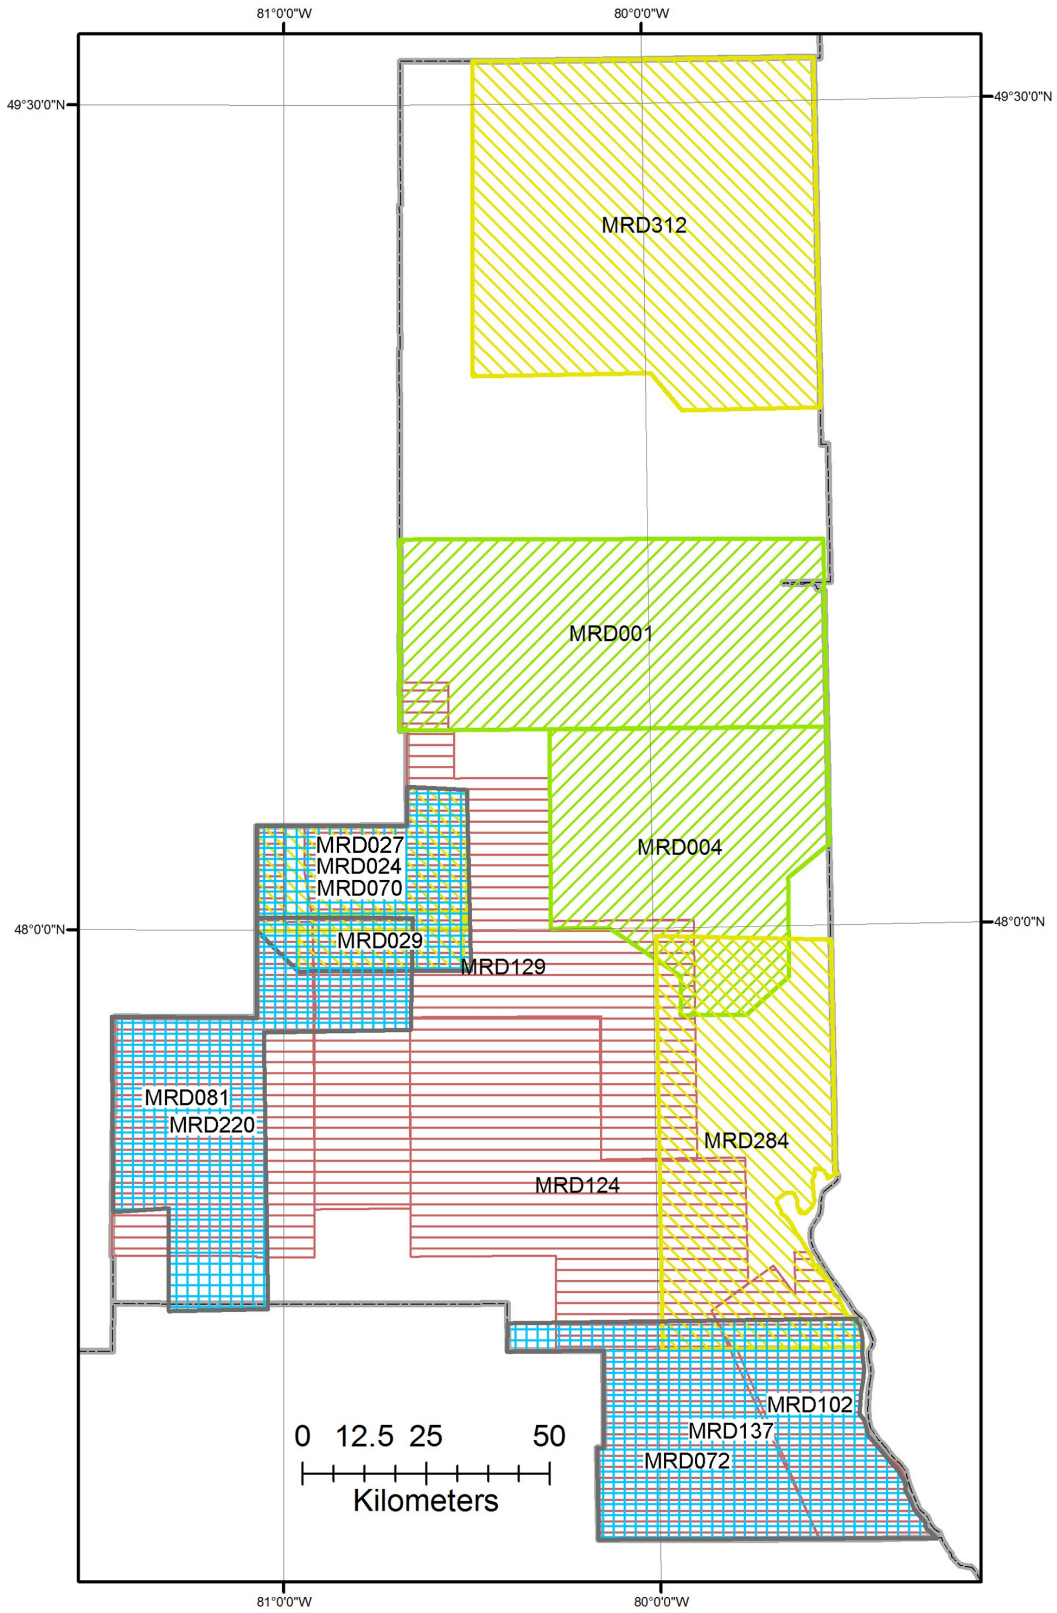 81°0'0"W
80°0'0"W
49°30'0"N
49°30'0"N
MRD312
MRD001
MRD027
MRD004
MRD024
MRD070
48°0'0"N
MRD029
48°0'0"N
MRD129
MRD081
MRD220
MRD284
MRD124
MRD102
MRD137
MRD072
0 12.5 25 50
Kilometers
81°0'0"W
80°0'0"W